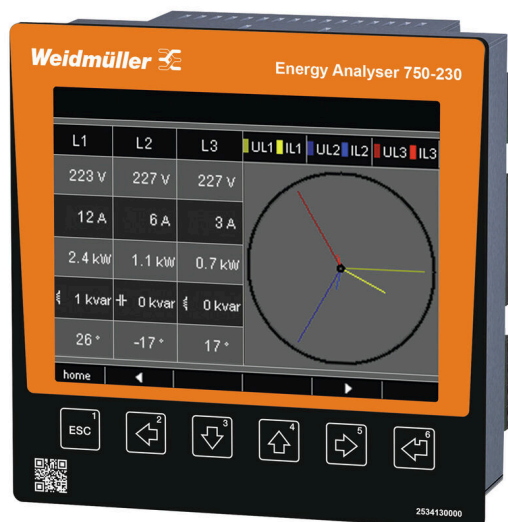 Weidmüller
Energy Analyser 750-230
L1 L2 L3 UL1 IL1 UL2 IL2 UL3 IL3
223 V 227 V 227 V
12 A 6 A 3 A
2.4 kW 1.1 kW 0.7 kW
1 kvar 0 kvar 0 kvar
26 ° -17 ° 17 °
home
ESC 1 2 3 4 5 6
2534130000